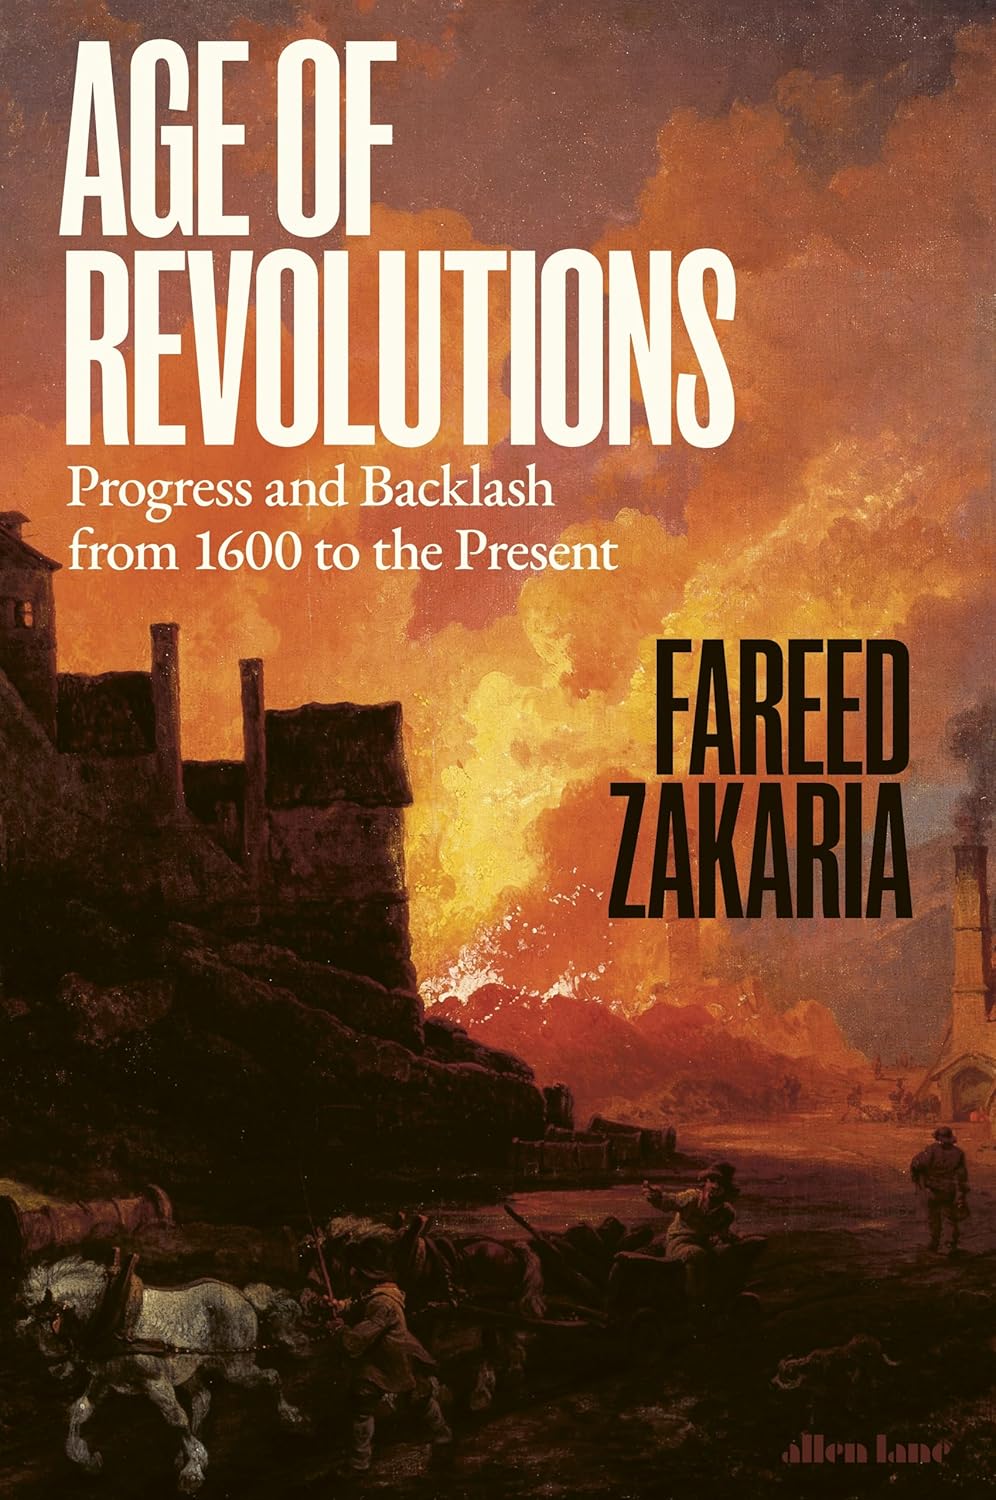 AGE OF
REVOLUTIONS
Progress and Backlash
from 1600 to the Present
FAREED
ZAKARIA
allen lane